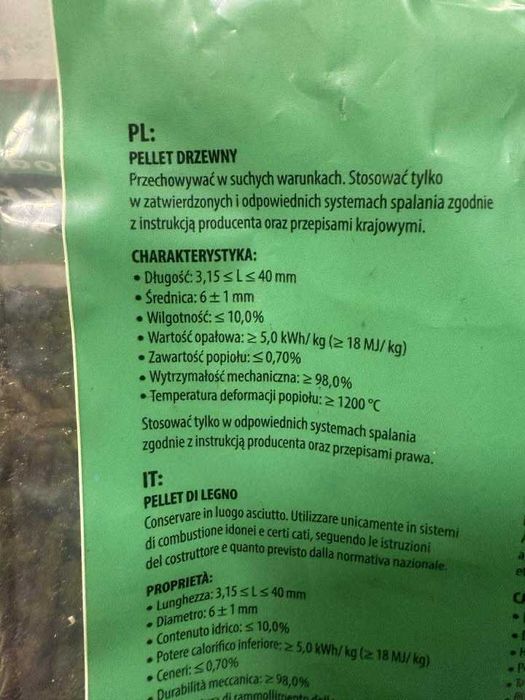 PL:
PELLET DRZEWNY
Przechowywać w suchych warunkach. Stosować tylko
w zatwierdzonych i odpowiednich systemach spalania zgodnie
z instrukcją producenta oraz przepisami krajowymi.
CHARAKTERYSTYKA:
• Długość: 3,15 ≤ L ≤ 40 mm
• Średnica: 6 ± 1 mm
• Wilgotność: ≤ 10,0%
• Wartość opałowa: ≥ 5,0 kWh/ kg (≥ 18 MJ/ kg)
• Zawartość popiołu: ≤ 0,70%
• Wytrzymałość mechaniczna: ≥ 98,0%
• Temperatura deformacji popiołu: ≥ 1200 °C
Stosować tylko w odpowiednich systemach spalania
zgodnie z instrukcją producenta oraz przepisami prawa.
IT:
PELLET DI LEGNO
Conservare in luogo asciutto. Utilizzare unicamente in sistemi
di combustione idonei e certi cati, seguendo le istruzioni
del costruttore e quanto previsto dalla normativa nazionale.
PROPRIETÀ:
• Lunghezza: 3,15 ≤ L ≤ 40 mm
• Diametro: 6 ± 1 mm
• Contenuto idrico: ≤ 10,0%
• Potere calorifico inferiore: ≥ 5,0 kWh/ kg (≥ 18 MJ/ kg)
• Ceneri: ≤ 0,70%
• Durabilità meccanica: ≥ 98,0%
di rammollimento